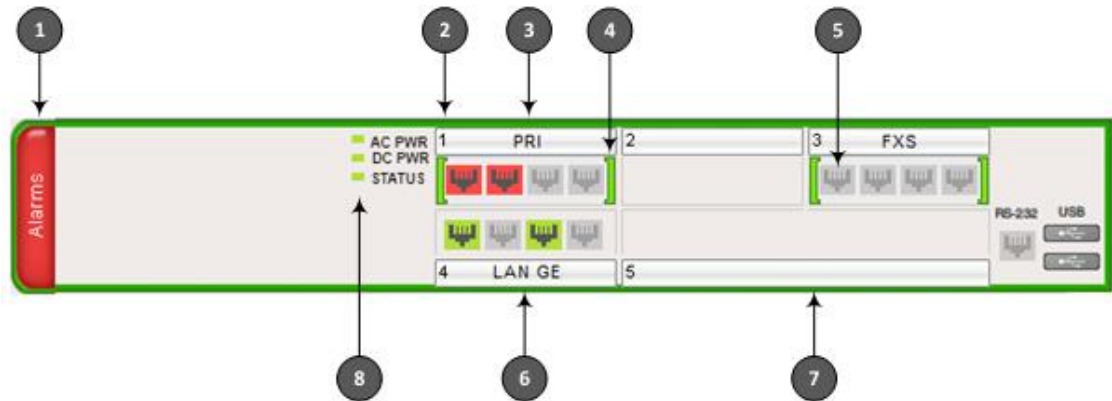 1
2
3
4
5
Alarms
AC PWR
DC PWR
STATUS
1 PRI
2
3 FXS
RS-232
USB
4 LAN GE
5
8
6
7